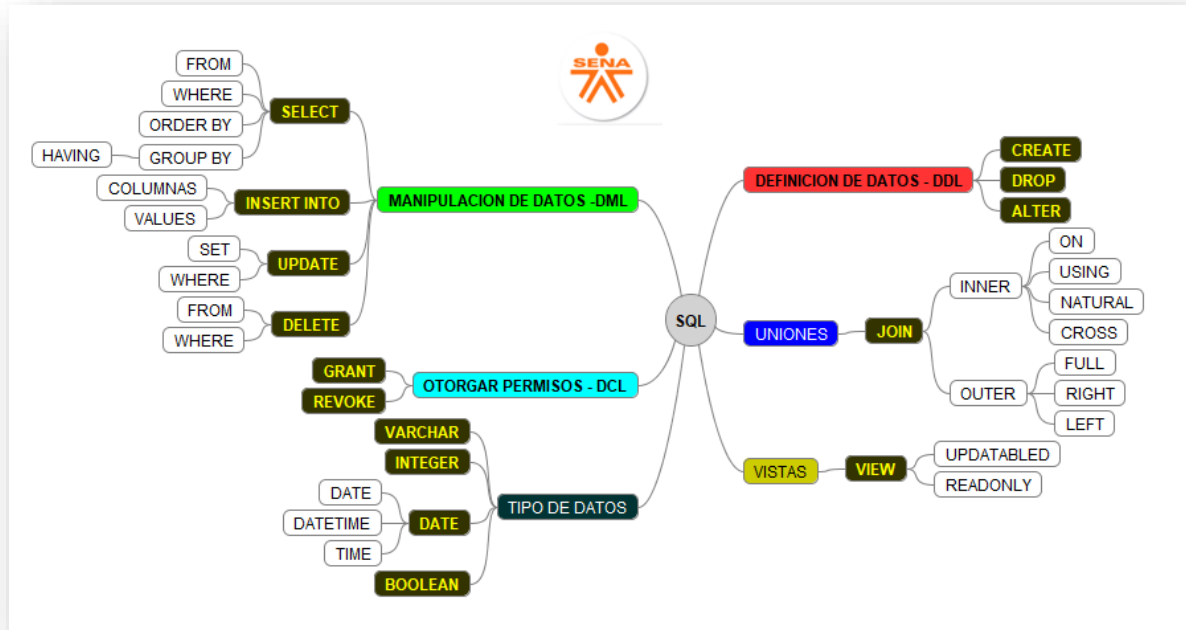 SENA
SQL
MANIPULACION DE DATOS -DML
SELECT
FROM
WHERE
ORDER BY
GROUP BY
HAVING
INSERT INTO
COLUMNAS
VALUES
UPDATE
SET
WHERE
DELETE
FROM
WHERE
OTORGAR PERMISOS - DCL
GRANT
REVOKE
TIPO DE DATOS
VARCHAR
INTEGER
DATE
DATE
DATETIME
TIME
BOOLEAN
DEFINICION DE DATOS - DDL
CREATE
DROP
ALTER
UNIONES
JOIN
INNER
ON
USING
NATURAL
CROSS
OUTER
FULL
RIGHT
LEFT
VISTAS
VIEW
UPDATABLED
READONLY